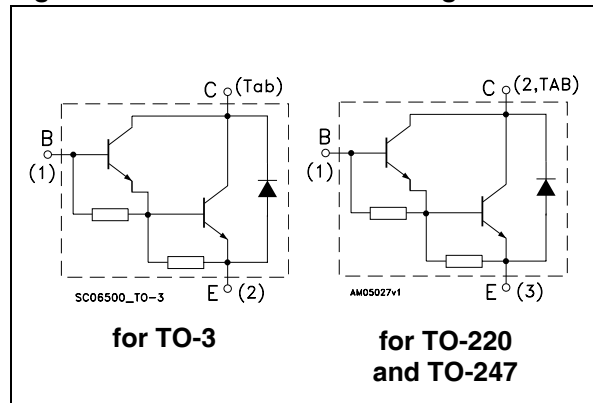 C (Tab)
B
(1)
E (2)
SC06500_TO-3
for TO-3
C (2,TAB)
B
(1)
E (3)
AM05027v1
for TO-220
and TO-247